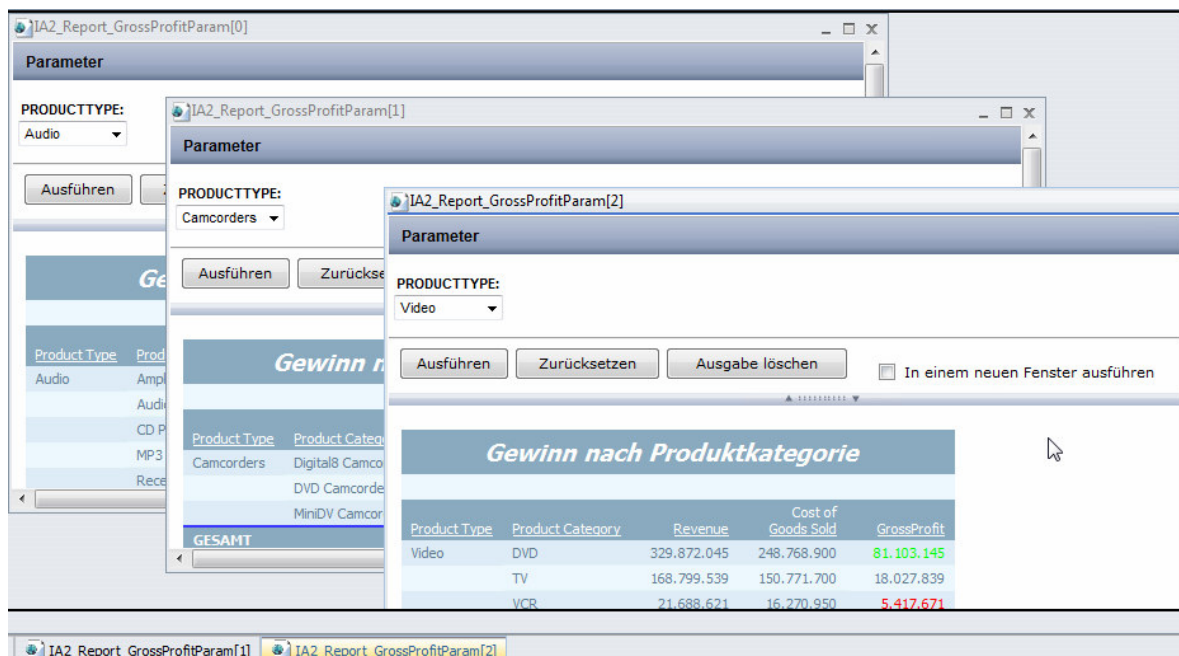 IA2_Report_GrossProfitParam[0]
Parameter
PRODUCTTYPE:
Audio
Ausführen
Product Type
Audio
CD P
MP3
IA2_Report_GrossProfitParam[1]
Parameter
PRODUCTTYPE:
Camcorders
Ausführen
Gewinn n
Product Type
Camcorders Digital8
DVD
MiniDV
GESAMT
IA2_Report_GrossProfitParam[2]
Parameter
PRODUCTTYPE:
Video
Ausführen Zurücksetzen Ausgabe löschen In einem neuen Fenster ausführen
Gewinn nach Produktkategorie
Cost of
Product Type Product Category Revenue Goods Sold GrossProfit
Video DVD 329.872.045 248.768.900 81.103.145
TV 168.799.539 150.771.700 18.027.839
VCR 21.688.621 16.270.950 5.417.671
IA2_Report_GrossProfitParam[1] IA2_Report_GrossProfitParam[2]